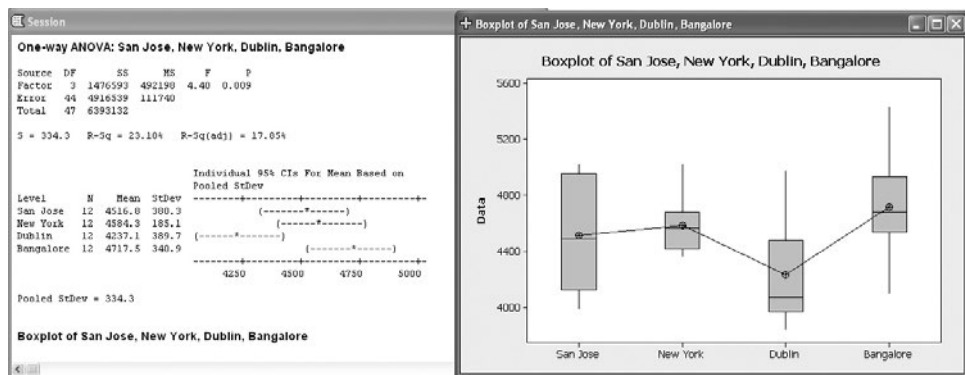 Session
One-way ANOVA: San Jose, New York, Dublin, Bangalore
Source DF SS MS F P
Factor 3 1476593 492198 4.40 0.009
Error 44 4916539 111740
Total 47 6393132
S = 334.3 R-Sq = 23.10% R-Sq(adj) = 17.85%
Individual 95% CIs For Mean Based on
Pooled StDev
Level N Mean StDev --------+---------+---------+---------+-
San Jose 12 4516.8 380.3 (-------*------)
New York 12 4584.3 185.1 (------*-------)
Dublin 12 4237.1 389.7 (------*-------)
Bangalore 12 4717.5 340.9 (-------*------)
--------+---------+---------+---------+-
4250 4500 4750 5000
Pooled StDev = 334.3
Boxplot of San Jose, New York, Dublin, Bangalore
Boxplot of San Jose, New York, Dublin, Bangalore
Boxplot of San Jose, New York, Dublin, Bangalore
5600
5200
4800
4400
4000
Data
San Jose New York Dublin Bangalore